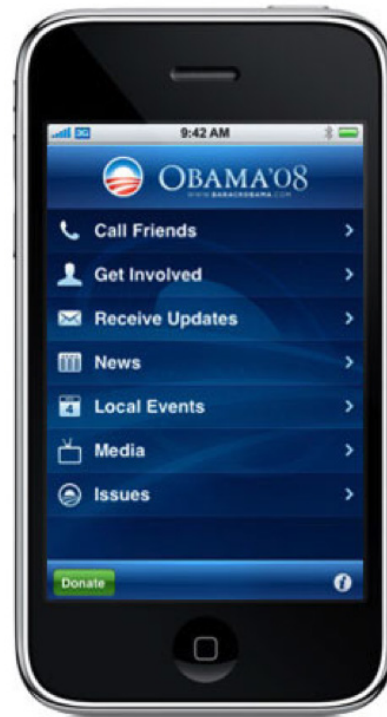 3G 9:42 AM
OBAMA'08
WWW.BARACKOBAMA.COM
Call Friends
Get Involved
Receive Updates
News
4
Local Events
Media
Issues
Donate
i